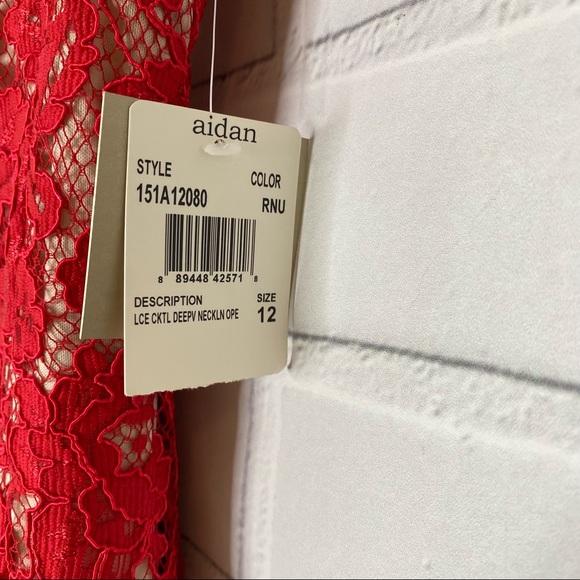 aidan
STYLE COLOR
151A12080 RNU
8 89448 42571 8
DESCRIPTION SIZE
LCE CKTL DEEPV NECKLN OPE 12